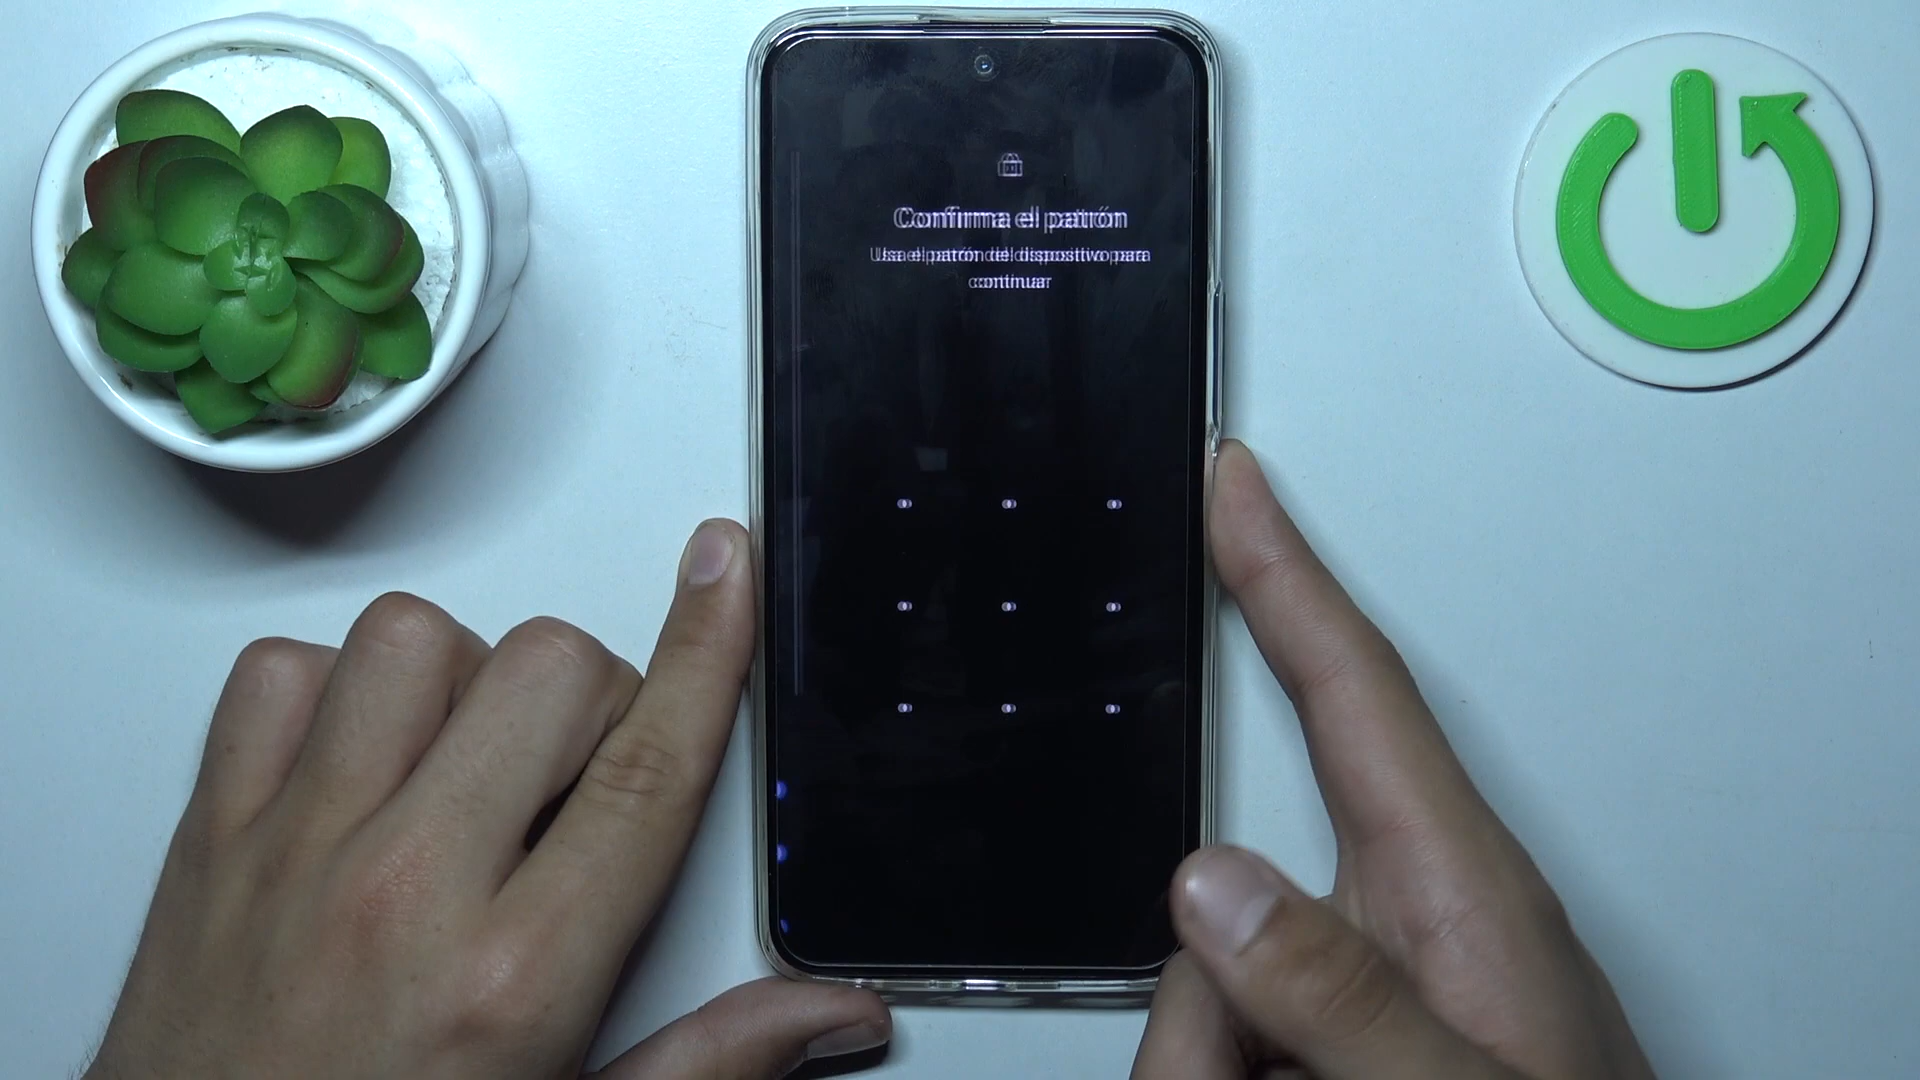 Confirma el patrón
Usa el patrón del dispositivo para
continuar